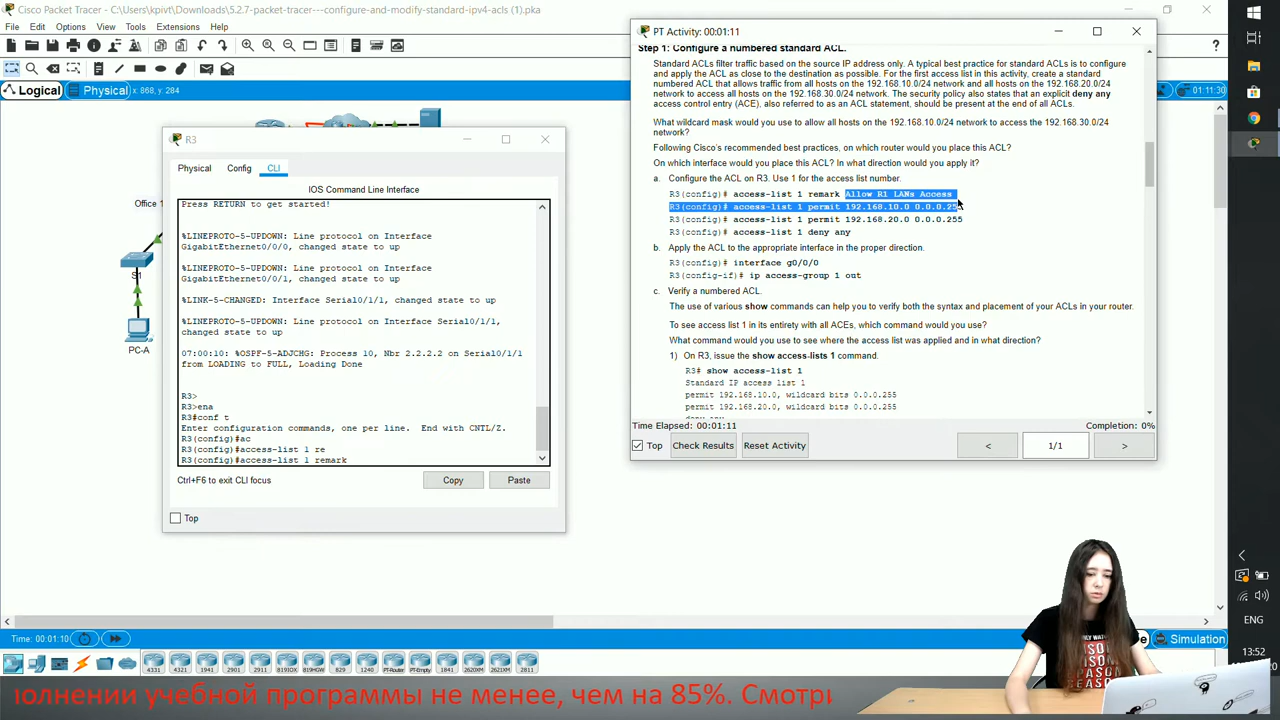 Cisco Packet Tracer - C:\Users\kpivt\Downloads\5.2.7-packet-tracer---configure-and-modify-standard-ipv4-acls (1).pka
File Edit Options View Tools Extensions Help
Logical Physical x: 868, y: 284
01:11:30
Office 1
S1
PC-A
R3
Physical Config CLI
IOS Command Line Interface
Press RETURN to get started!
%LINEPROTO-5-UPDOWN: Line protocol on Interface
GigabitEthernet0/0/0, changed state to up
%LINEPROTO-5-UPDOWN: Line protocol on Interface
GigabitEthernet0/0/1, changed state to up
%LINK-5-CHANGED: Interface Serial0/1/1, changed state to up
%LINEPROTO-5-UPDOWN: Line protocol on Interface Serial0/1/1,
changed state to up
07:00:10: %OSPF-5-ADJCHG: Process 10, Nbr 2.2.2.2 on Serial0/1/1
from LOADING to FULL, Loading Done
R3>
R3>ena
R3#conf t
Enter configuration commands, one per line. End with CNTL/Z.
R3(config)#ac
R3(config)#access-list 1 re
R3(config)#access-list 1 remark
Ctrl+F6 to exit CLI focus
Copy Paste
Top
PT Activity: 00:01:11
Step 1: Configure a numbered standard ACL.
Standard ACLs filter traffic based on the source IP address only. A typical best practice for standard ACLs is to configure
and apply the ACL as close to the destination as possible. For the first access list in this activity, create a standard
numbered ACL that allows traffic from all hosts on the 192.168.10.0/24 network and all hosts on the 192.168.20.0/24
network to access all hosts on the 192.168.30.0/24 network. The security policy also states that an explicit deny any
access control entry (ACE), also referred to as an ACL statement, should be present at the end of all ACLs.
What wildcard mask would you use to allow all hosts on the 192.168.10.0/24 network to access the 192.168.30.0/24
network?
Following Cisco's recommended best practices, on which router would you place this ACL?
On which interface would you place this ACL? In what direction would you apply it?
a. Configure the ACL on R3. Use 1 for the access list number.
R3(config)# access-list 1 remark Allow R1 LANs Access
R3(config)# access-list 1 permit 192.168.10.0 0.0.0.25
R3(config)# access-list 1 permit 192.168.20.0 0.0.0.255
R3(config)# access-list 1 deny any
b. Apply the ACL to the appropriate interface in the proper direction.
R3(config)# interface g0/0/0
R3(config-if)# ip access-group 1 out
c. Verify a numbered ACL.
The use of various show commands can help you to verify both the syntax and placement of your ACLs in your router.
To see access list 1 in its entirety with all ACEs, which command would you use?
What command would you use to see where the access list was applied and in what direction?
1) On R3, issue the show access-lists 1 command.
R3# show access-list 1
Standard IP access list 1
permit 192.168.10.0, wildcard bits 0.0.0.255
permit 192.168.20.0, wildcard bits 0.0.0.255
deny any
Time Elapsed: 00:01:11 Completion: 0%
Top Check Results Reset Activity < 1/1 >
Time: 00:01:10
Simulation
4331 4321 1941 2901 2911 819IOX 819HGW 829 1240 PT-Router PT-Empty 1841 2620XM 2621XM 2811
ENG
13:52
олнении учебной программы не менее, чем на 85%. Смотри